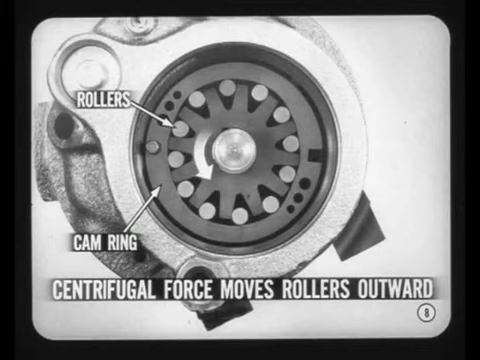 ROLLERS
CAM RING
CENTRIFUGAL FORCE MOVES ROLLERS OUTWARD
8